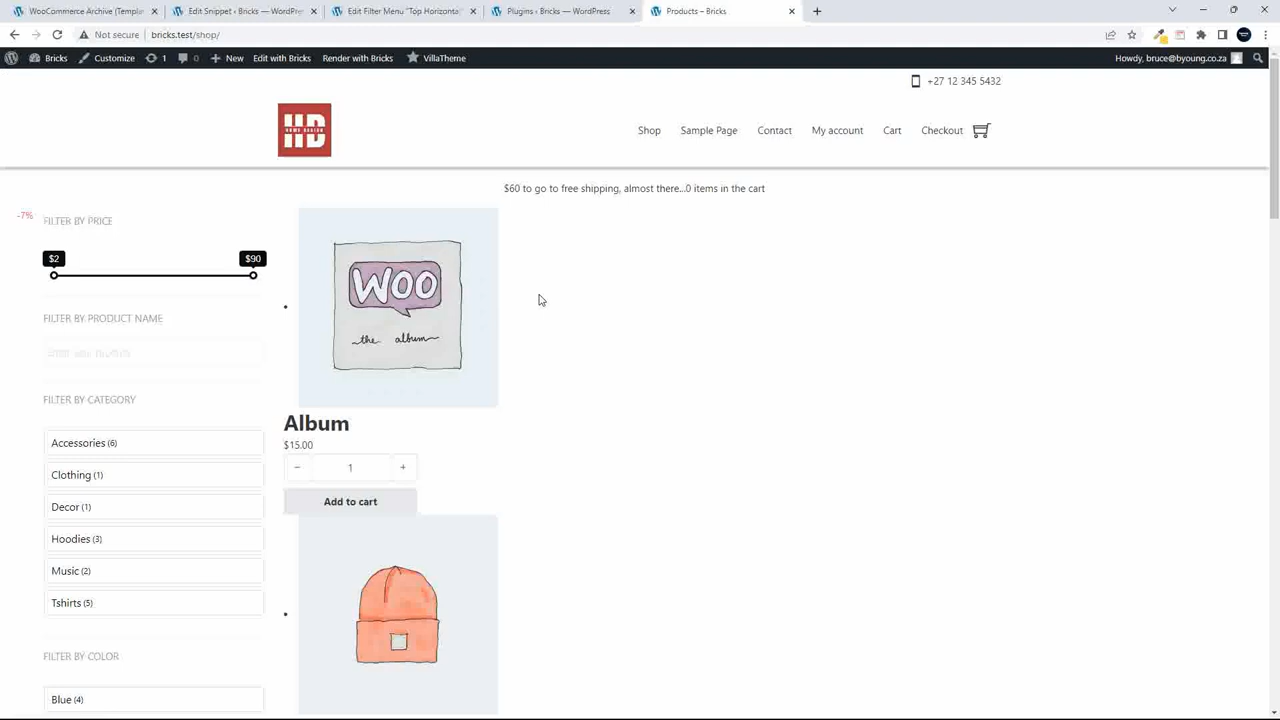 WooCommerce Archive (Templat
Edit Snippet ‹ Bricks — WordPre
Edit Filter Menu "Top Horizontal
Plugins ‹ Bricks — WordPress
Products – Bricks
Not secure
bricks.test/shop/
Bricks
Customize
1
0
New
Edit with Bricks
Render with Bricks
VillaTheme
Howdy, bruce@byoung.co.za
+27 12 345 5432
HD
HOME DESIGN
Shop
Sample Page
Contact
My account
Cart
Checkout
$60 to go to free shipping, almost there...0 items in the cart
-7%
FILTER BY PRICE
$2
$90
FILTER BY PRODUCT NAME
FILTER BY CATEGORY
Accessories (6)
Clothing (1)
Decor (1)
Hoodies (3)
Music (2)
Tshirts (5)
FILTER BY COLOR
Blue (4)
WOO
the album
Album
$15.00
− 1 +
Add to cart